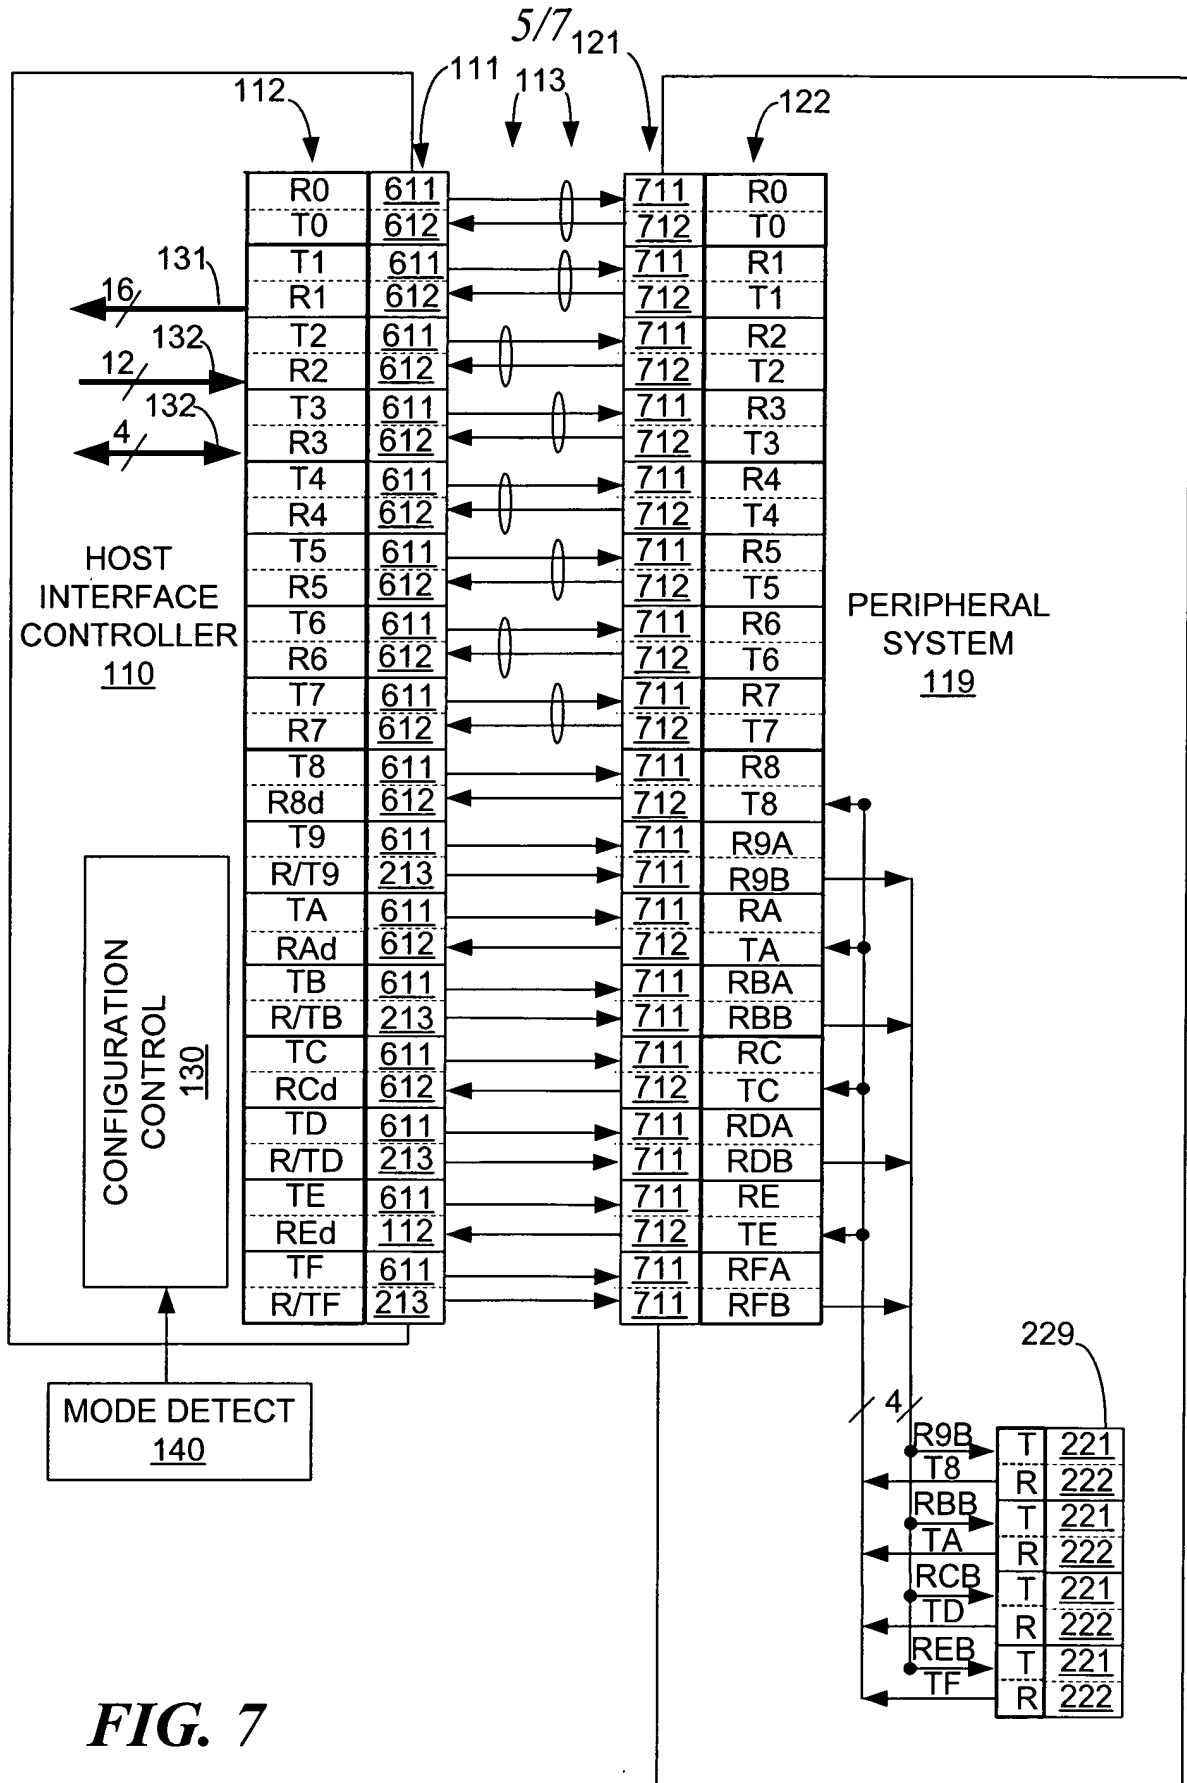 5/7
112
111
113
121
122
R0 611 711 R0
T0 612 712 T0
T1 611 711 R1
R1 612 712 T1
T2 611 711 R2
R2 612 712 T2
T3 611 711 R3
R3 612 712 T3
T4 611 711 R4
R4 612 712 T4
T5 611 711 R5
R5 612 712 T5
T6 611 711 R6
R6 612 712 T6
T7 611 711 R7
R7 612 712 T7
T8 611 711 R8
R8d 612 712 T8
T9 611 711 R9A
R/T9 213 711 R9B
TA 611 711 RA
RAd 612 712 TA
TB 611 711 RBA
R/TB 213 711 RBB
TC 611 711 RC
RCd 612 712 TC
TD 611 711 RDA
R/TD 213 711 RDB
TE 611 711 RE
REd 112 712 TE
TF 611 711 RFA
R/TF 213 711 RFB
16
131
12
132
4
132
HOST
INTERFACE
CONTROLLER
110
PERIPHERAL
SYSTEM
119
CONFIGURATION
CONTROL
130
MODE DETECT
140
229
4
R9B T 221
T8 R 222
RBB T 221
TA R 222
RCB T 221
TD R 222
REB T 221
TF R 222
FIG. 7